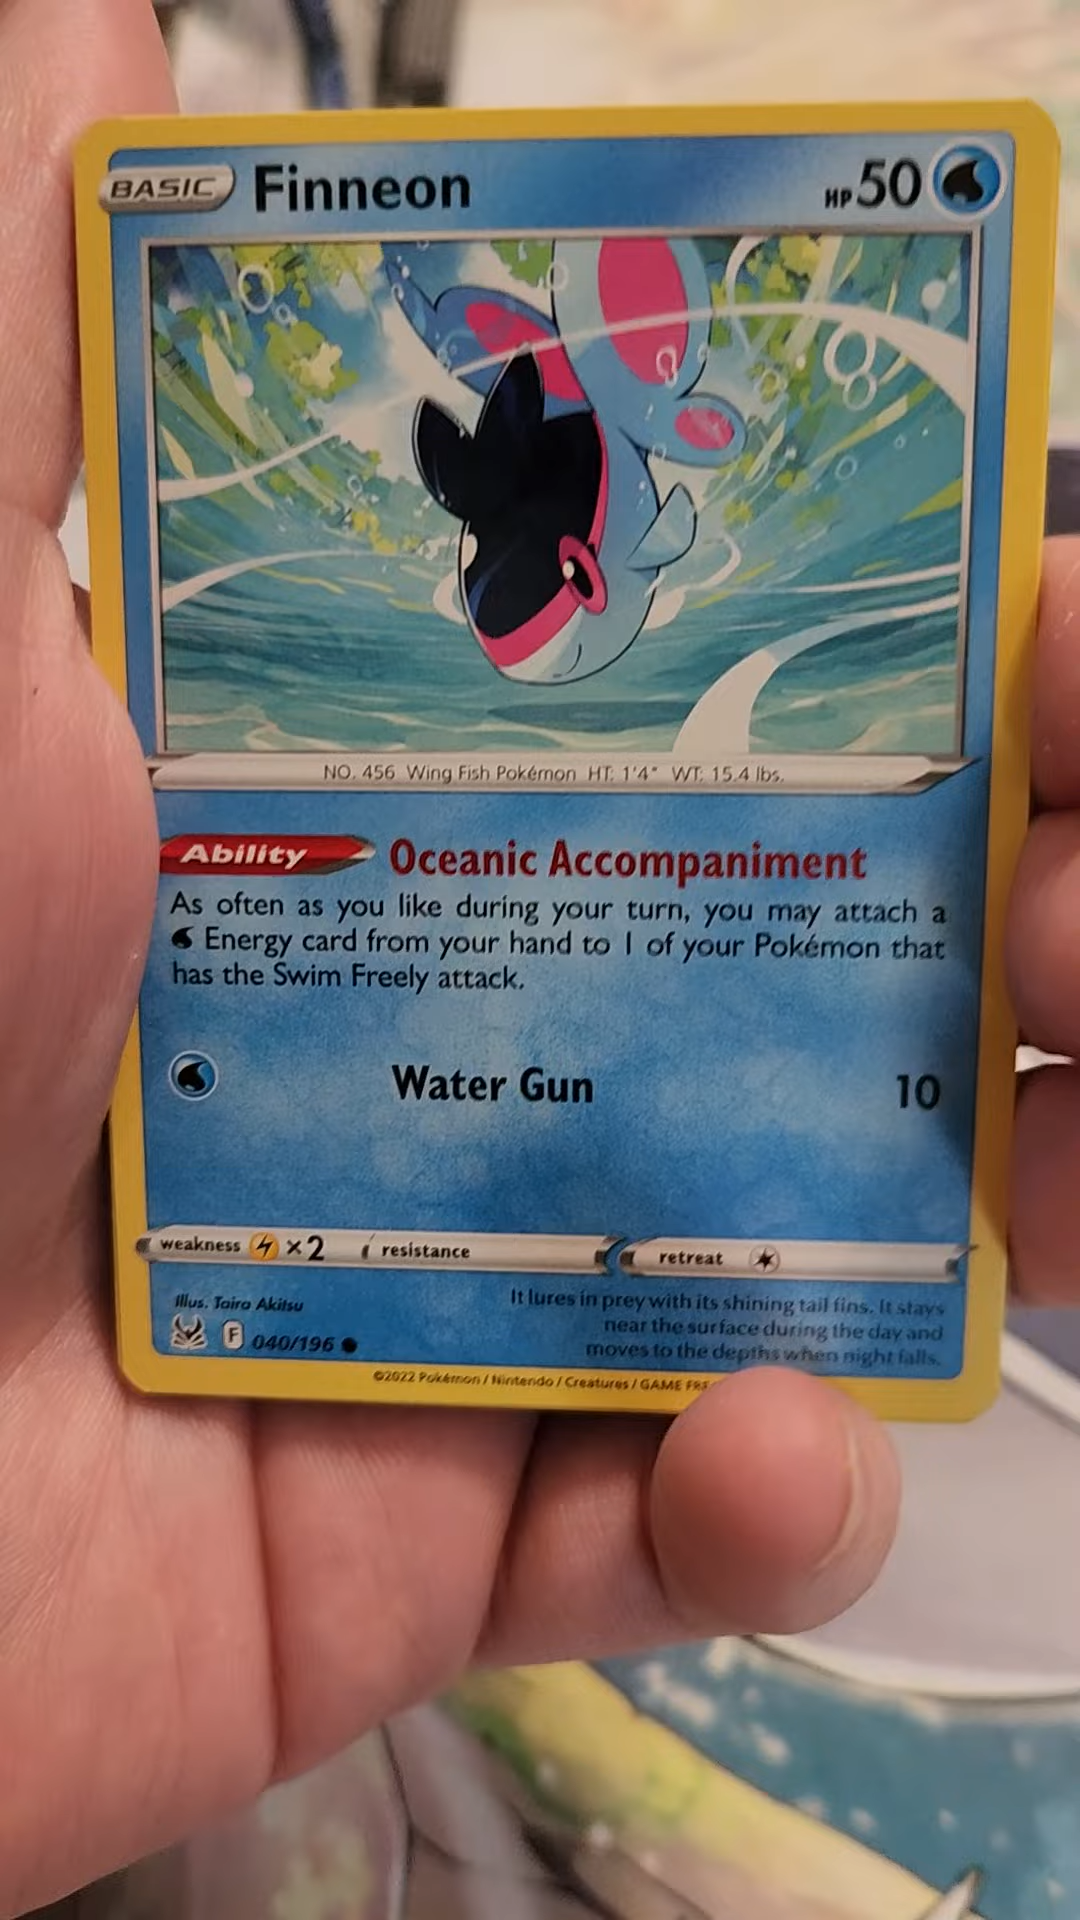 BASIC Finneon HP 50
NO. 456 Wing Fish Pokémon HT: 1'4" WT: 15.4 lbs.
Ability Oceanic Accompaniment
As often as you like during your turn, you may attach a
Energy card from your hand to 1 of your Pokémon that
has the Swim Freely attack.
Water Gun 10
weakness ×2 resistance retreat
Illus. Taira Akitsu
F 040/196
It lures in prey with its shining tail fins. It stays
near the surface during the day and
moves to the depths when night falls.
©2022 Pokémon / Nintendo / Creatures / GAME